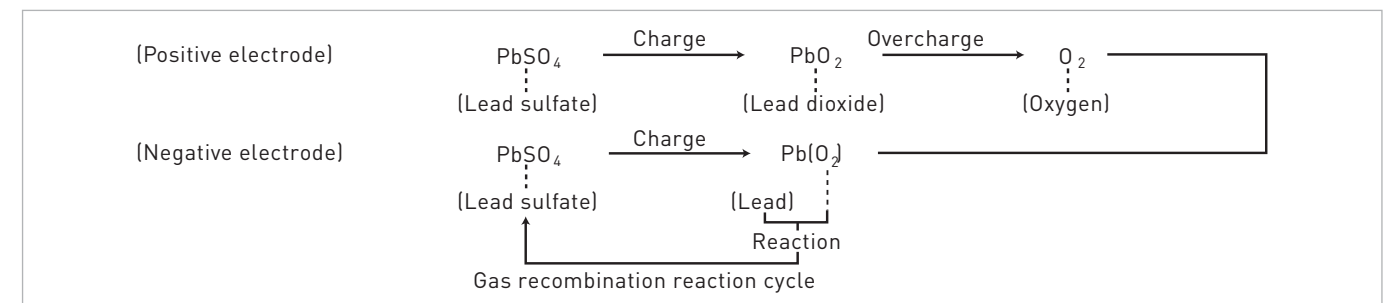 Charge Overcharge
(Positive electrode) PbSO₄ PbO₂ O₂
(Lead sulfate) (Lead dioxide) (Oxygen)
Charge
(Negative electrode) PbSO₄ Pb(O₂)
(Lead sulfate) (Lead)
Reaction
Gas recombination reaction cycle